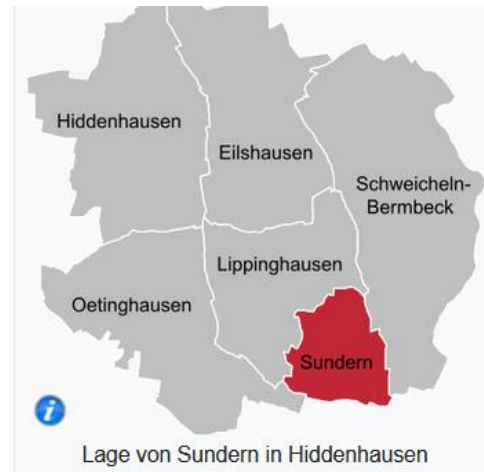 Hiddenhausen
Eilshausen
Schweicheln-
Bermbeck
Lippinghausen
Oetinghausen
Sundern
i
Lage von Sundern in Hiddenhausen